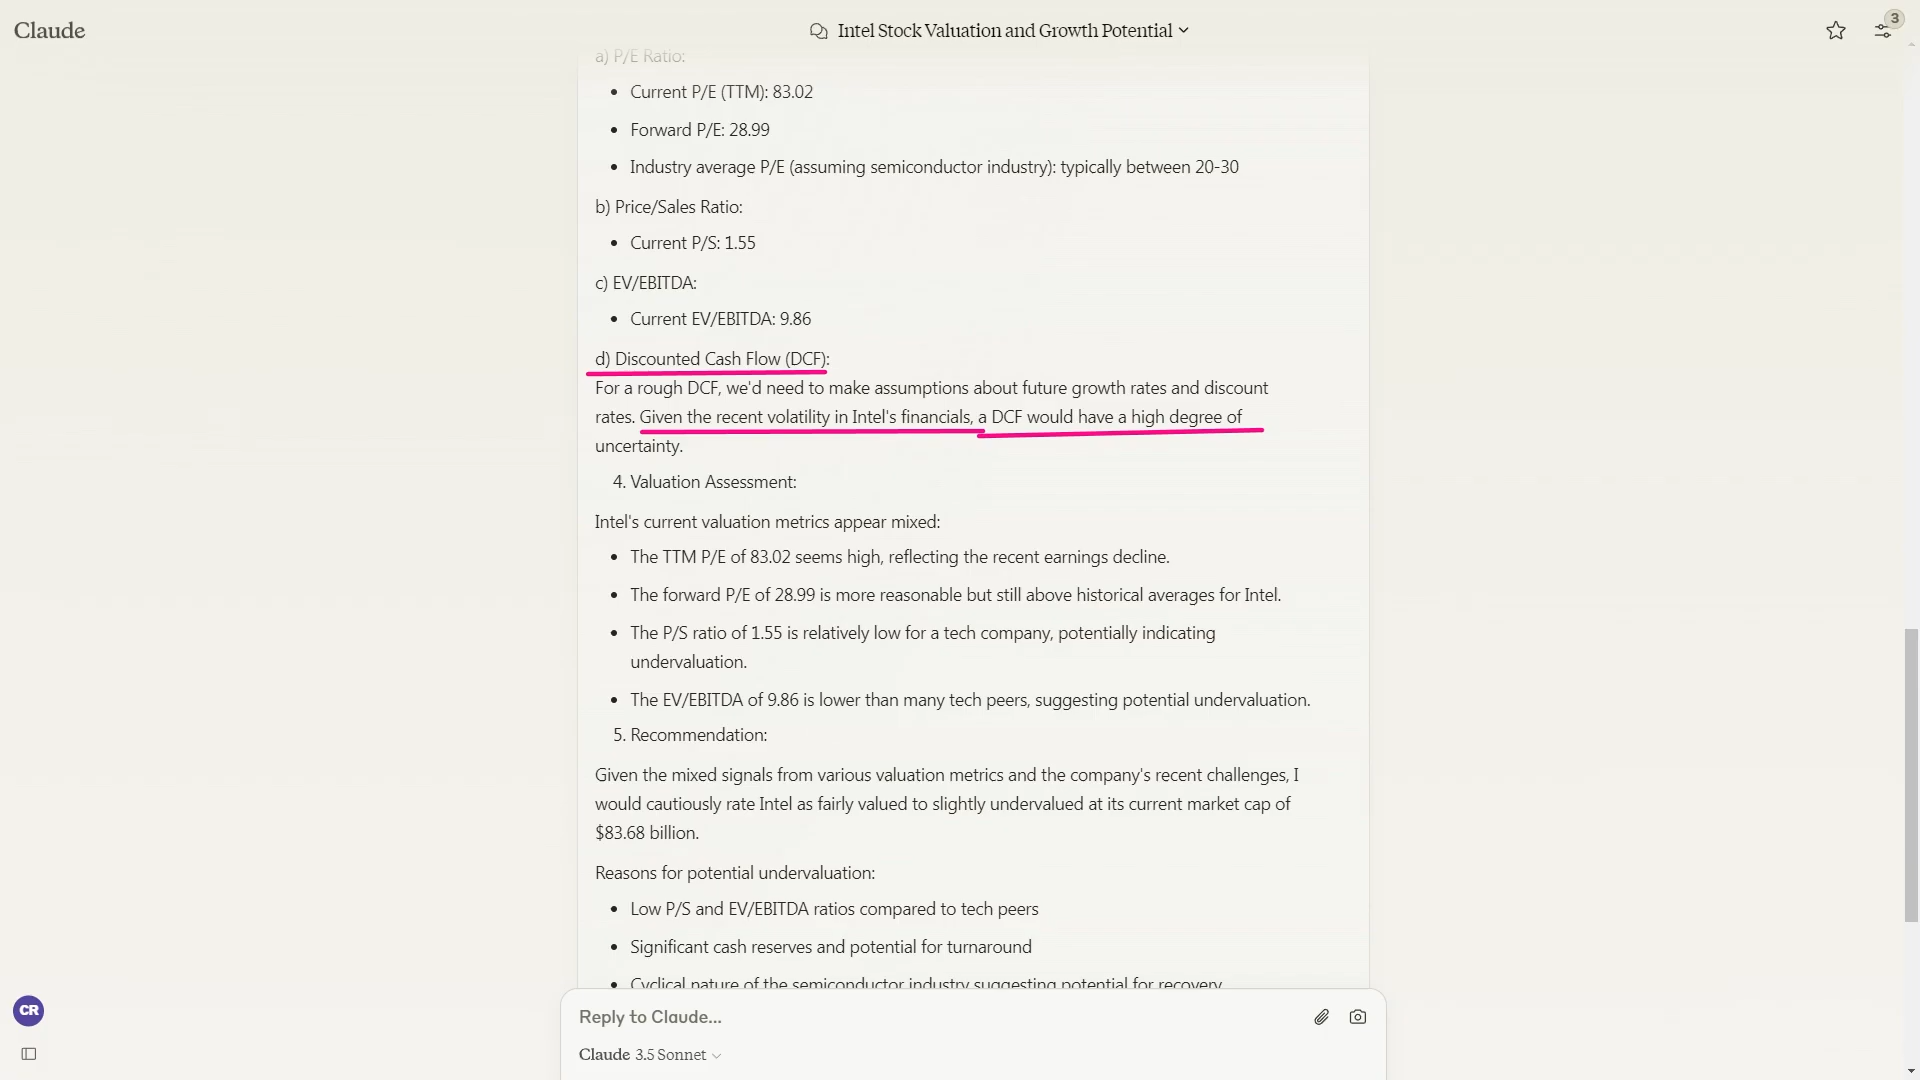 Claude
Intel Stock Valuation and Growth Potential
3
a) P/E Ratio:
• Current P/E (TTM): 83.02
• Forward P/E: 28.99
• Industry average P/E (assuming semiconductor industry): typically between 20-30
b) Price/Sales Ratio:
• Current P/S: 1.55
c) EV/EBITDA:
• Current EV/EBITDA: 9.86
d) Discounted Cash Flow (DCF):
For a rough DCF, we'd need to make assumptions about future growth rates and discount
rates. Given the recent volatility in Intel's financials, a DCF would have a high degree of
uncertainty.
4. Valuation Assessment:
Intel's current valuation metrics appear mixed:
• The TTM P/E of 83.02 seems high, reflecting the recent earnings decline.
• The forward P/E of 28.99 is more reasonable but still above historical averages for Intel.
• The P/S ratio of 1.55 is relatively low for a tech company, potentially indicating
undervaluation.
• The EV/EBITDA of 9.86 is lower than many tech peers, suggesting potential undervaluation.
5. Recommendation:
Given the mixed signals from various valuation metrics and the company's recent challenges, I
would cautiously rate Intel as fairly valued to slightly undervalued at its current market cap of
$83.68 billion.
Reasons for potential undervaluation:
• Low P/S and EV/EBITDA ratios compared to tech peers
• Significant cash reserves and potential for turnaround
• Cyclical nature of the semiconductor industry suggesting potential for recovery
CR
Reply to Claude...
Claude 3.5 Sonnet